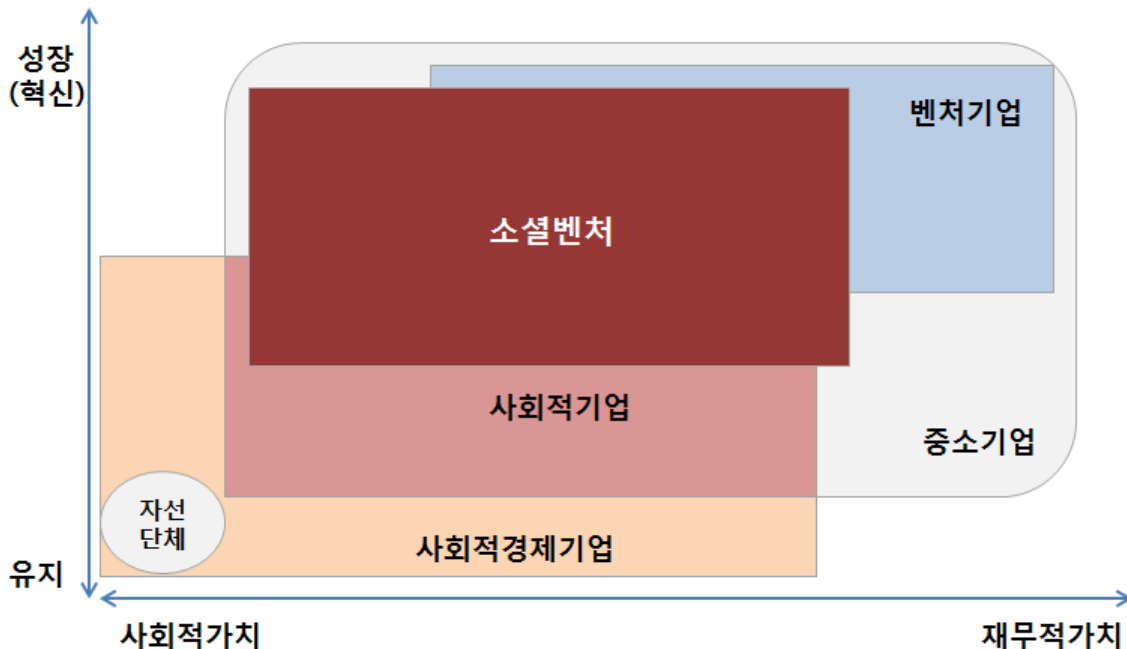 성장
(혁신)
벤처기업
소셜벤처
사회적기업
중소기업
자선
단체
사회적경제기업
유지
사회적가치
재무적가치